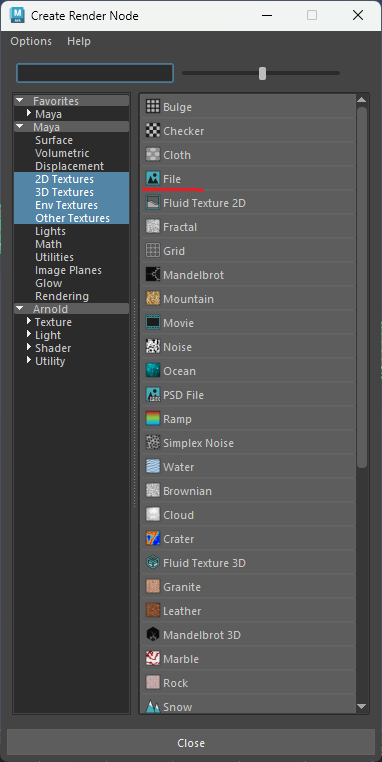 Create Render Node
Options Help
Favorites
Maya
Maya
Surface
Volumetric
Displacement
2D Textures
3D Textures
Env Textures
Other Textures
Lights
Math
Utilities
Image Planes
Glow
Rendering
Arnold
Texture
Light
Shader
Utility
Bulge
Checker
Cloth
File
Fluid Texture 2D
Fractal
Grid
Mandelbrot
Mountain
Movie
Noise
Ocean
PSD File
Ramp
Simplex Noise
Water
Brownian
Cloud
Crater
Fluid Texture 3D
Granite
Leather
Mandelbrot 3D
Marble
Rock
Snow
Close